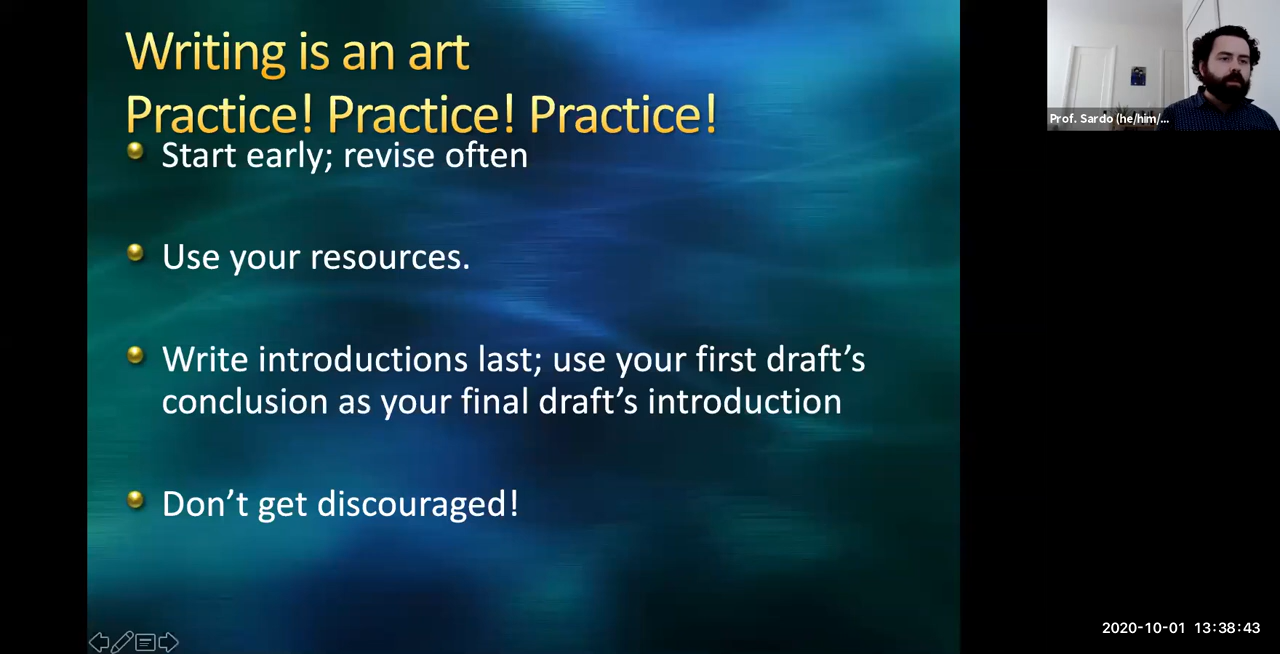 Writing is an art
Practice! Practice! Practice!
Start early; revise often
Use your resources.
Write introductions last; use your first draft’s
conclusion as your final draft’s introduction
Don’t get discouraged!
Prof. Sardo (he/him/...
2020-10-01 13:38:43